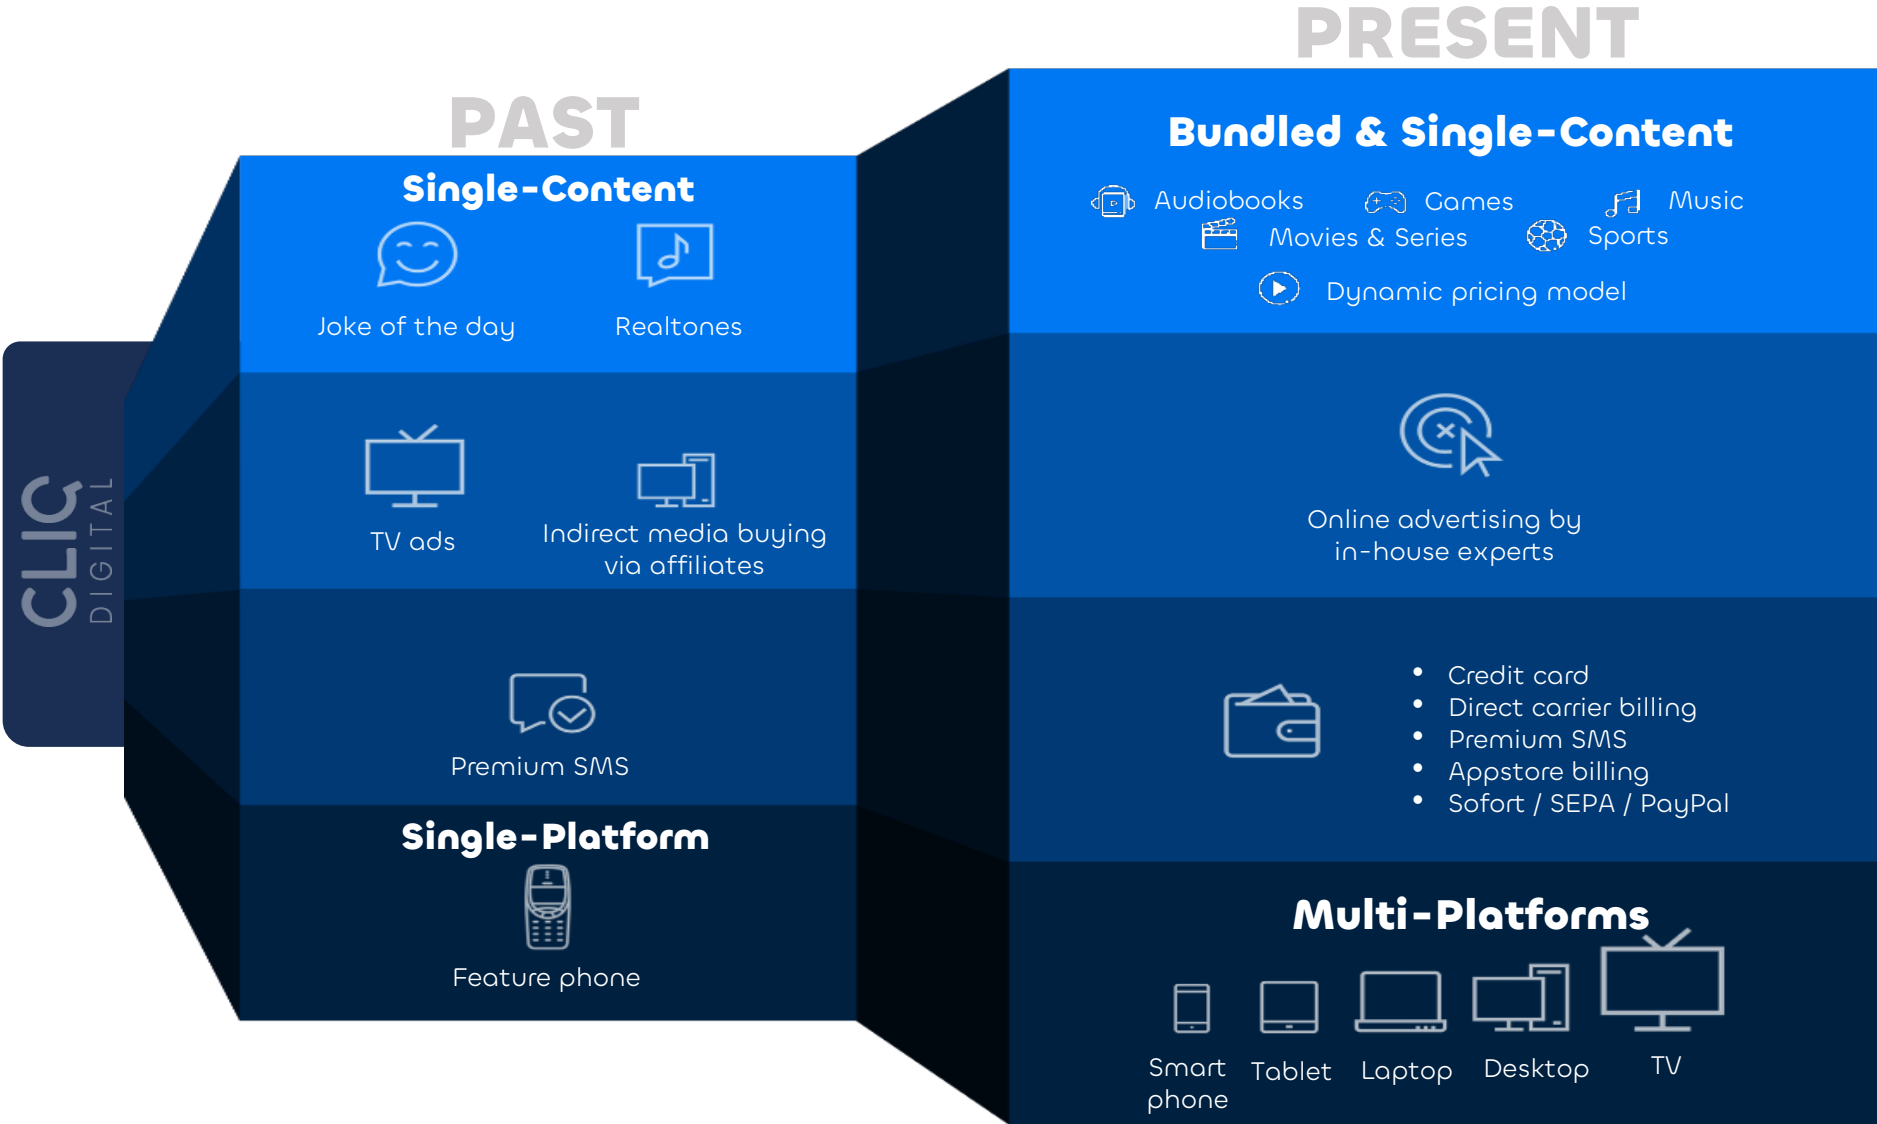 PAST
PRESENT
CLIQ
DIGITAL
Single-Content
Joke of the day
Realtones
TV ads
Indirect media buying
via affiliates
Premium SMS
Single-Platform
Feature phone
Bundled & Single-Content
Audiobooks
Games
Music
Movies & Series
Sports
Dynamic pricing model
Online advertising by
in-house experts
• Credit card
• Direct carrier billing
• Premium SMS
• Appstore billing
• Sofort / SEPA / PayPal
Multi-Platforms
Smart
phone
Tablet
Laptop
Desktop
TV